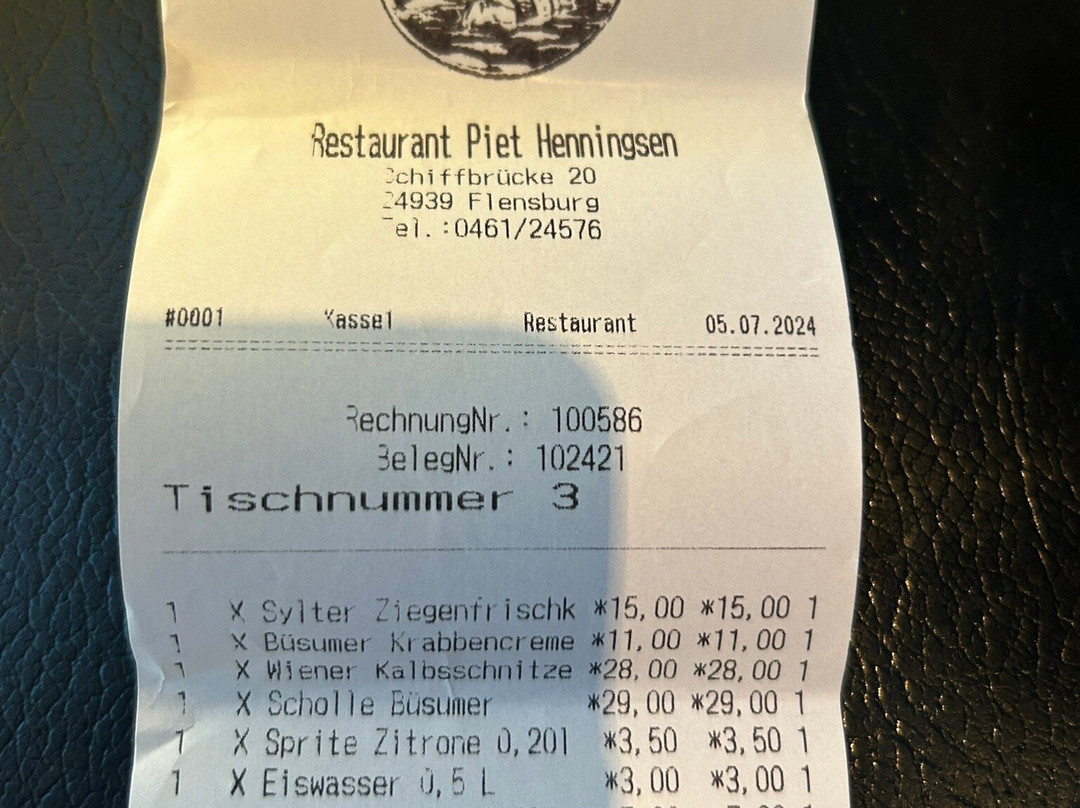 Restaurant Piet Henningsen
Schiffbrücke 20
24939 Flensburg
Tel.:0461/24576
#0001 Kasse1 Restaurant 05.07.2024
RechnungNr.: 100586
BelegNr.: 102421
Tischnummer 3
1 X Sylter Ziegenfrischk *15,00 *15,00 1
1 X Büsumer Krabbencreme *11,00 *11,00 1
1 X Wiener Kalbsschnitze *28,00 *28,00 1
1 X Scholle Büsumer *29,00 *29,00 1
1 X Sprite Zitrone 0,20l *3,50 *3,50 1
1 X Eiswasser 0,5 L *3,00 *3,00 1